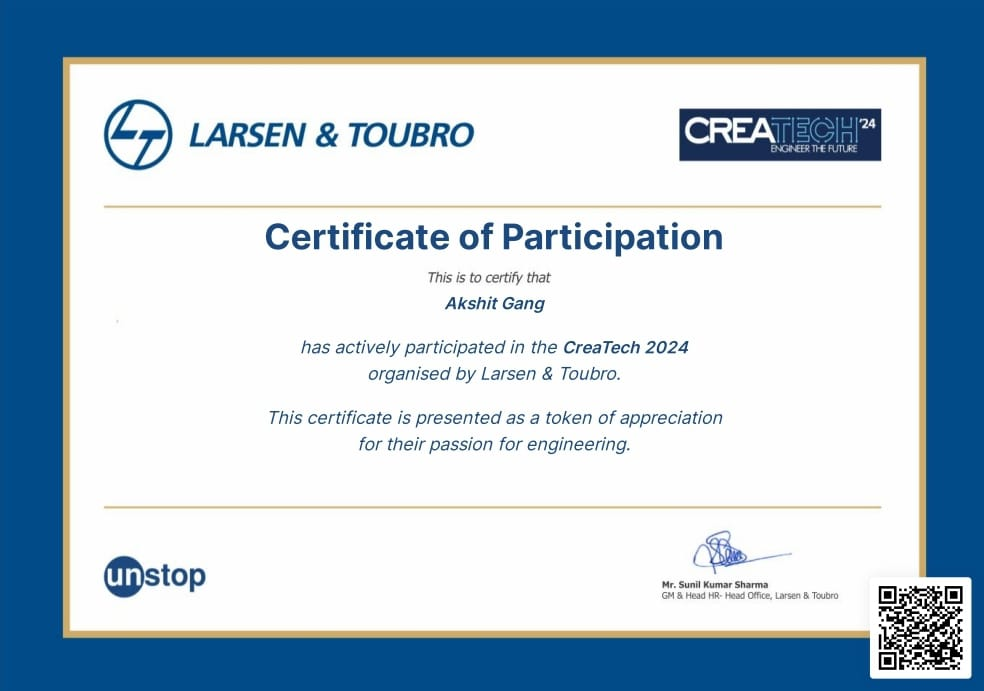 LARSEN & TOUBRO
CREATECH'24
ENGINEER THE FUTURE
Certificate of Participation
This is to certify that
Akshit Gang
has actively participated in the CreaTech 2024
organised by Larsen & Toubro.
This certificate is presented as a token of appreciation
for their passion for engineering.
unstop
Mr. Sunil Kumar Sharma
GM & Head HR- Head Office, Larsen & Toubro